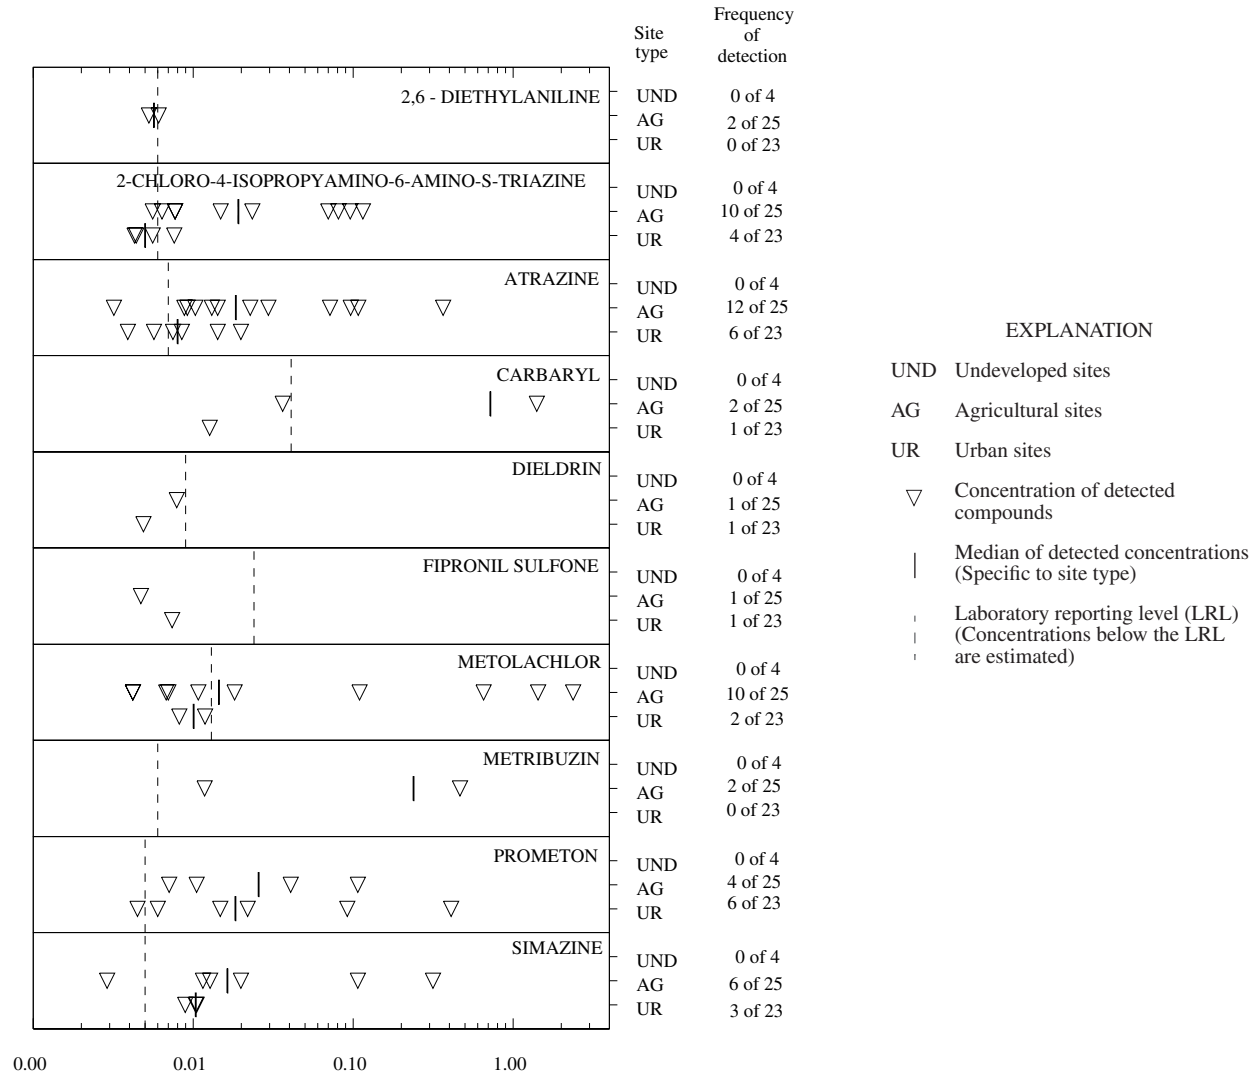 Site
type
Frequency
of
detection
2,6 - DIETHYLANILINE
UND 0 of 4
AG 2 of 25
UR 0 of 23
2-CHLORO-4-ISOPROPYAMINO-6-AMINO-S-TRIAZINE
UND 0 of 4
AG 10 of 25
UR 4 of 23
ATRAZINE
UND 0 of 4
AG 12 of 25
UR 6 of 23
CARBARYL
UND 0 of 4
AG 2 of 25
UR 1 of 23
DIELDRIN
UND 0 of 4
AG 1 of 25
UR 1 of 23
FIPRONIL SULFONE
UND 0 of 4
AG 1 of 25
UR 1 of 23
METOLACHLOR
UND 0 of 4
AG 10 of 25
UR 2 of 23
METRIBUZIN
UND 0 of 4
AG 2 of 25
UR 0 of 23
PROMETON
UND 0 of 4
AG 4 of 25
UR 6 of 23
SIMAZINE
UND 0 of 4
AG 6 of 25
UR 3 of 23
0.00 0.01 0.10 1.00
EXPLANATION
UND Undeveloped sites
AG Agricultural sites
UR Urban sites
Concentration of detected
compounds
Median of detected concentrations
(Specific to site type)
Laboratory reporting level (LRL)
(Concentrations below the LRL
are estimated)